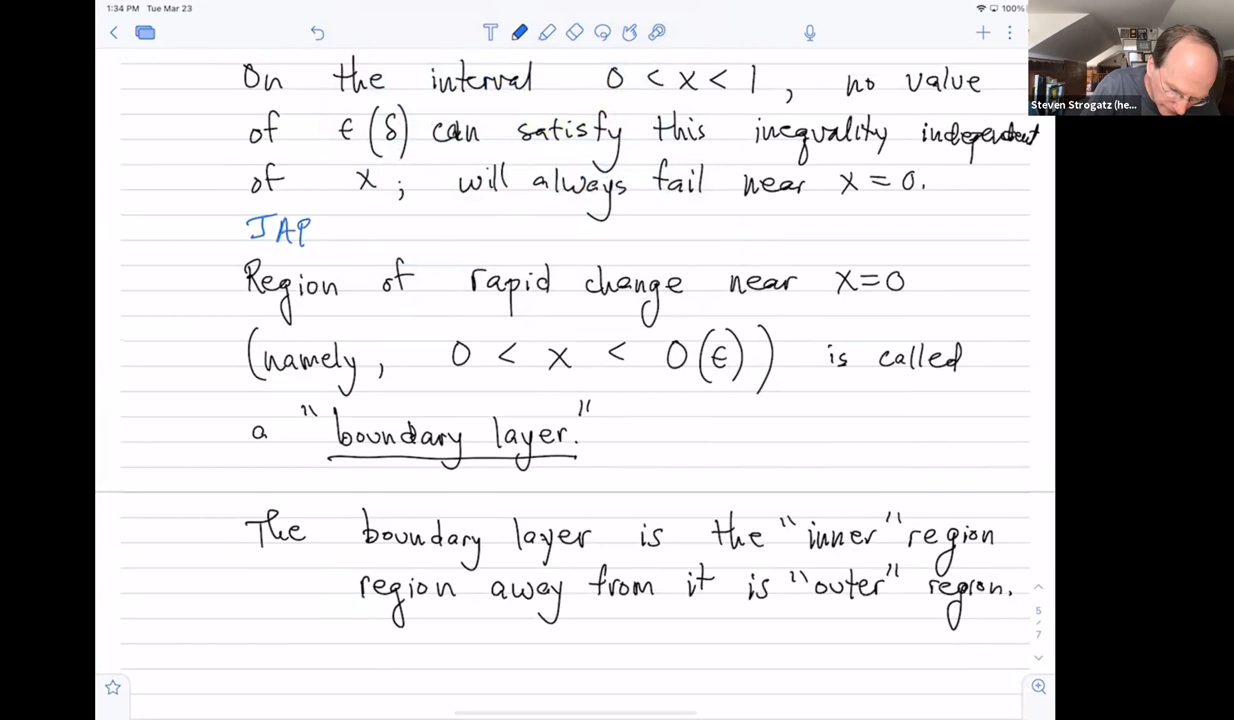 1:34 PM Tue Mar 23
100%
Steven Strogatz (he...
On the interval 0 < x < 1, no value
of ϵ(δ) can satisfy this inequality independent
of x; will always fail near x = 0.
Region of rapid change near x=0
(namely, 0 < x < O(ϵ)) is called
a "boundary layer."
The boundary layer is the "inner" region
region away from it is "outer" region.
5
/
7